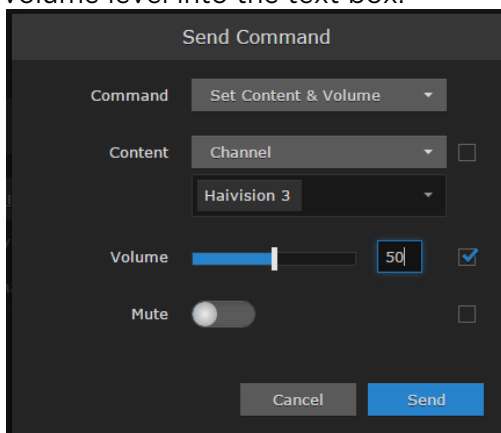 volume level into the text box.
Send Command
Command Set Content & Volume
Content Channel
Haivision 3
Volume 50
Mute
Cancel Send